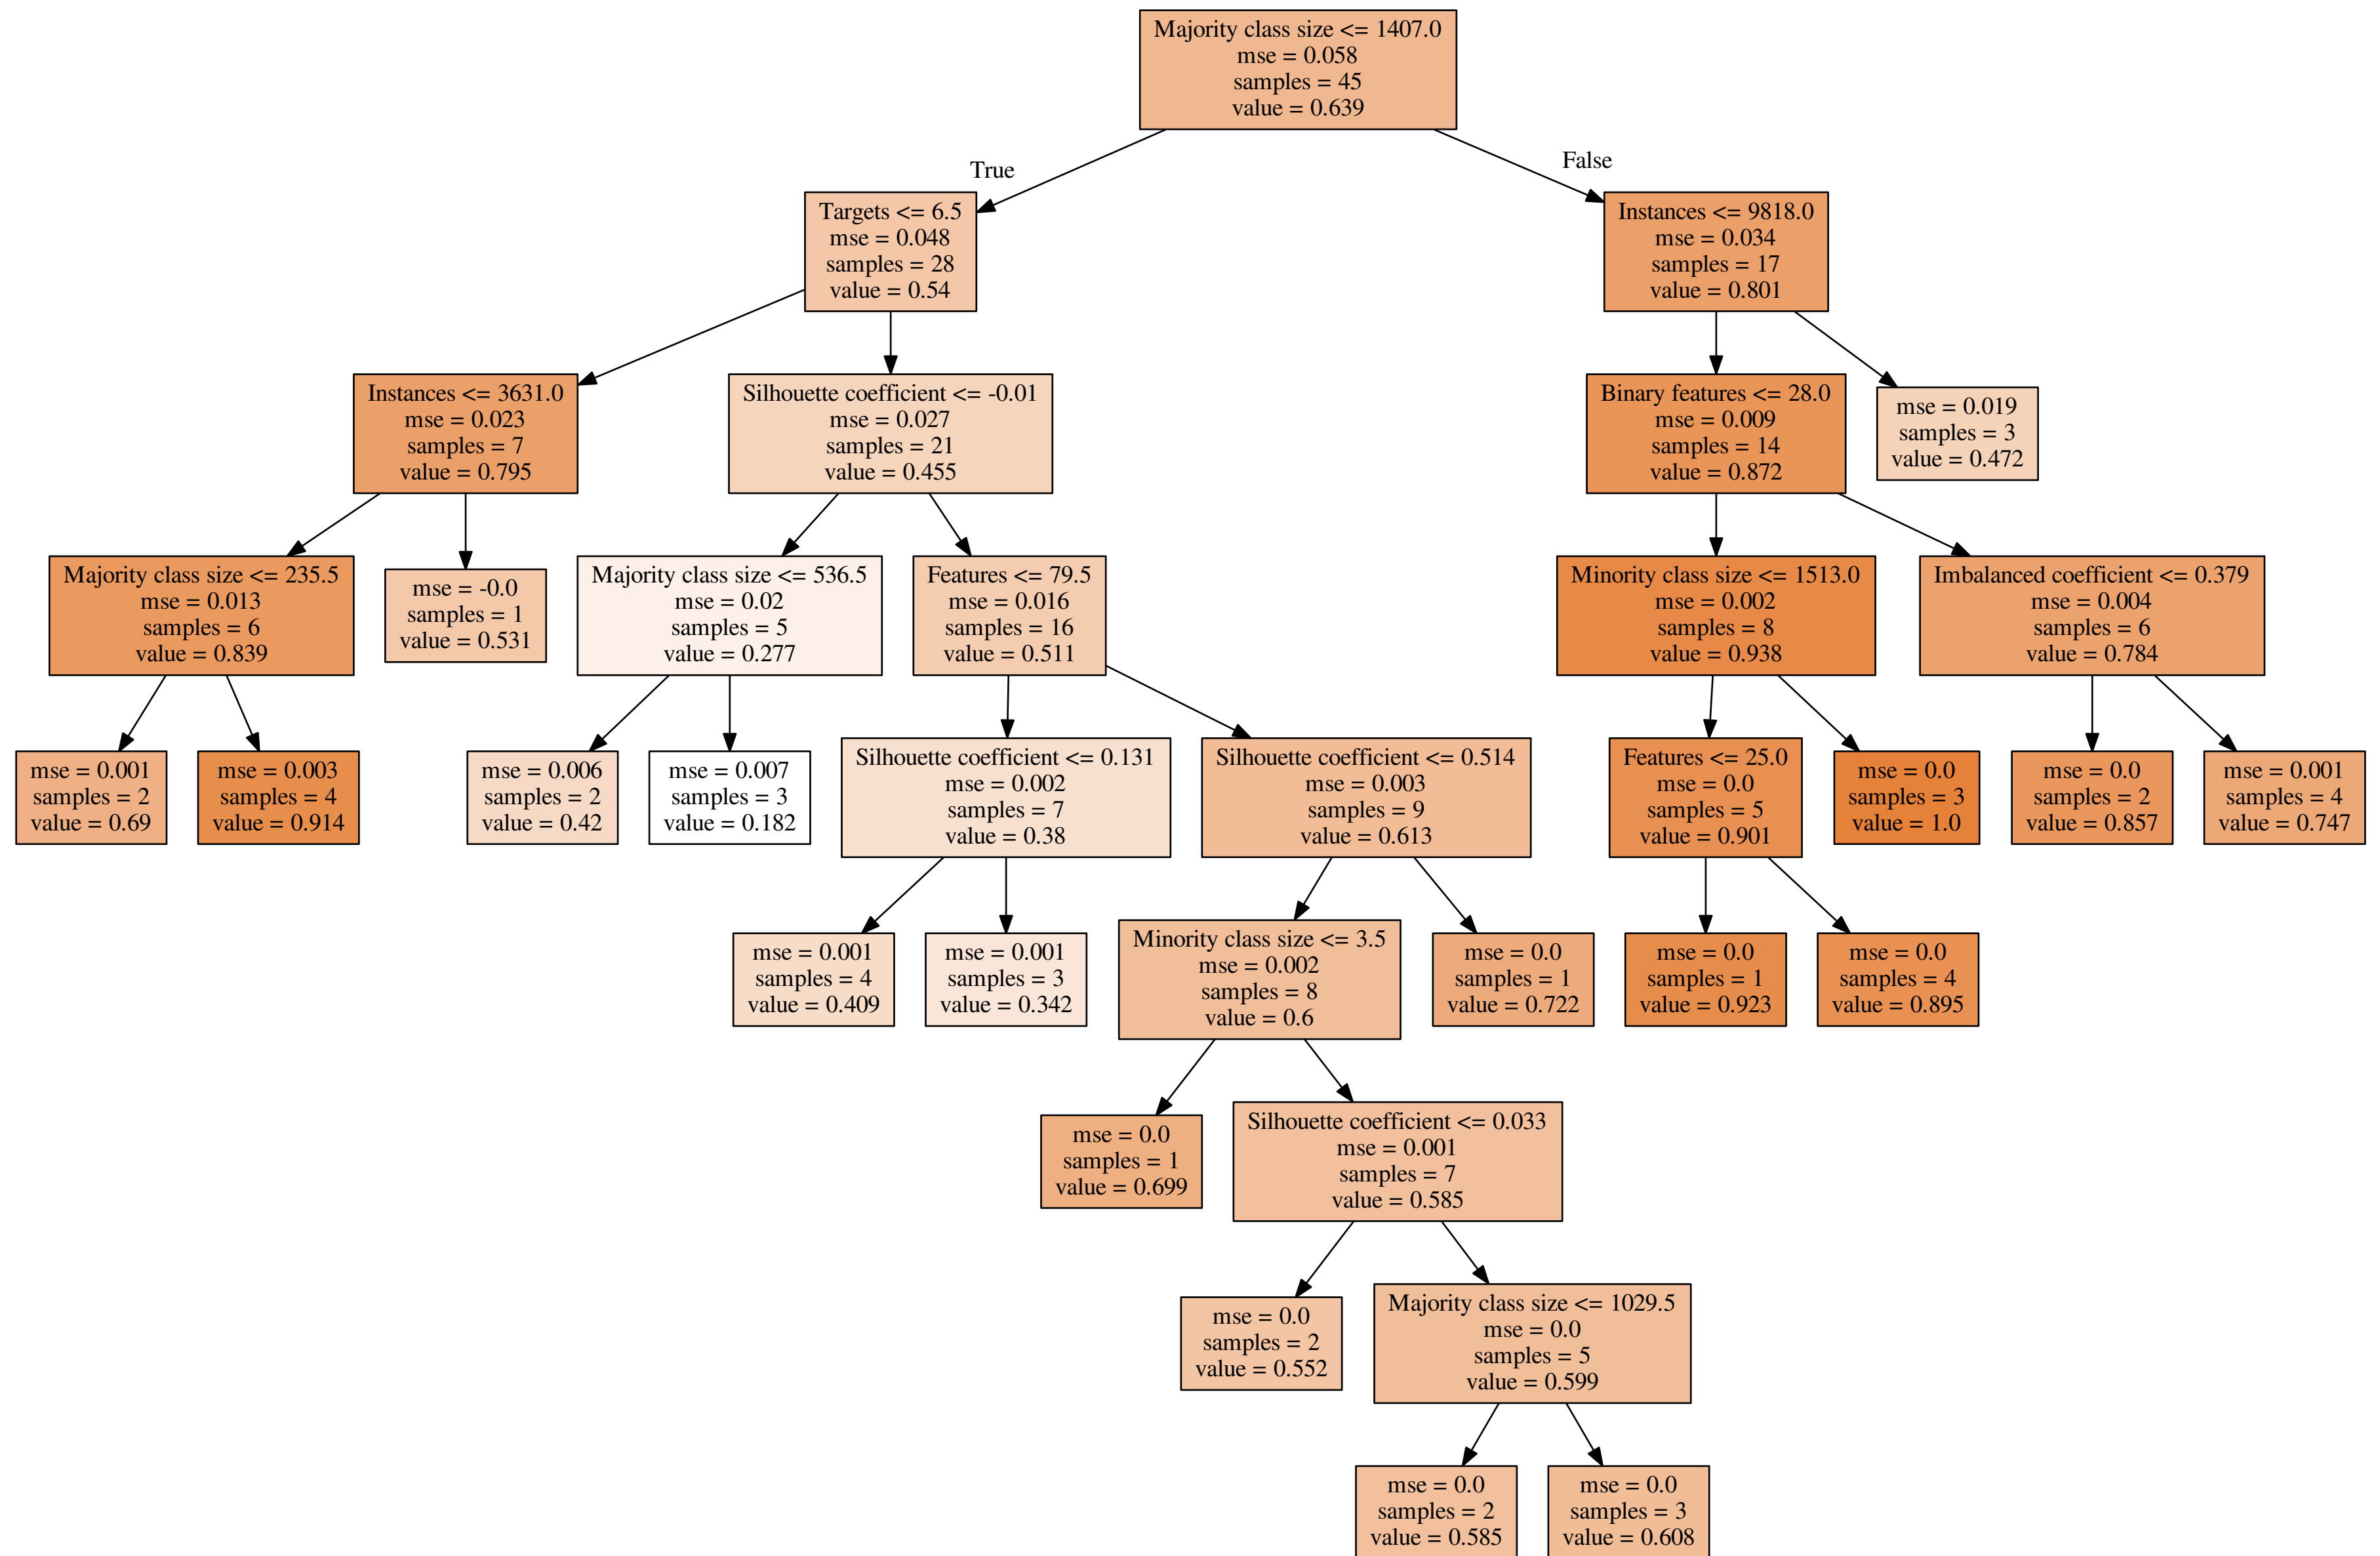 Majority class size <= 1407.0
mse = 0.058
samples = 45
value = 0.639
True
False
Targets <= 6.5
mse = 0.048
samples = 28
value = 0.54
Instances <= 9818.0
mse = 0.034
samples = 17
value = 0.801
Instances <= 3631.0
mse = 0.023
samples = 7
value = 0.795
Silhouette coefficient <= -0.01
mse = 0.027
samples = 21
value = 0.455
Binary features <= 28.0
mse = 0.009
samples = 14
value = 0.872
mse = 0.019
samples = 3
value = 0.472
Majority class size <= 235.5
mse = 0.013
samples = 6
value = 0.839
mse = -0.0
samples = 1
value = 0.531
Majority class size <= 536.5
mse = 0.02
samples = 5
value = 0.277
Features <= 79.5
mse = 0.016
samples = 16
value = 0.511
Minority class size <= 1513.0
mse = 0.002
samples = 8
value = 0.938
Imbalanced coefficient <= 0.379
mse = 0.004
samples = 6
value = 0.784
mse = 0.001
samples = 2
value = 0.69
mse = 0.003
samples = 4
value = 0.914
mse = 0.006
samples = 2
value = 0.42
mse = 0.007
samples = 3
value = 0.182
Silhouette coefficient <= 0.131
mse = 0.002
samples = 7
value = 0.38
Silhouette coefficient <= 0.514
mse = 0.003
samples = 9
value = 0.613
Features <= 25.0
mse = 0.0
samples = 5
value = 0.901
mse = 0.0
samples = 3
value = 1.0
mse = 0.0
samples = 2
value = 0.857
mse = 0.001
samples = 4
value = 0.747
mse = 0.001
samples = 4
value = 0.409
mse = 0.001
samples = 3
value = 0.342
Minority class size <= 3.5
mse = 0.002
samples = 8
value = 0.6
mse = 0.0
samples = 1
value = 0.722
mse = 0.0
samples = 1
value = 0.923
mse = 0.0
samples = 4
value = 0.895
mse = 0.0
samples = 1
value = 0.699
Silhouette coefficient <= 0.033
mse = 0.001
samples = 7
value = 0.585
mse = 0.0
samples = 2
value = 0.552
Majority class size <= 1029.5
mse = 0.0
samples = 5
value = 0.599
mse = 0.0
samples = 2
value = 0.585
mse = 0.0
samples = 3
value = 0.608